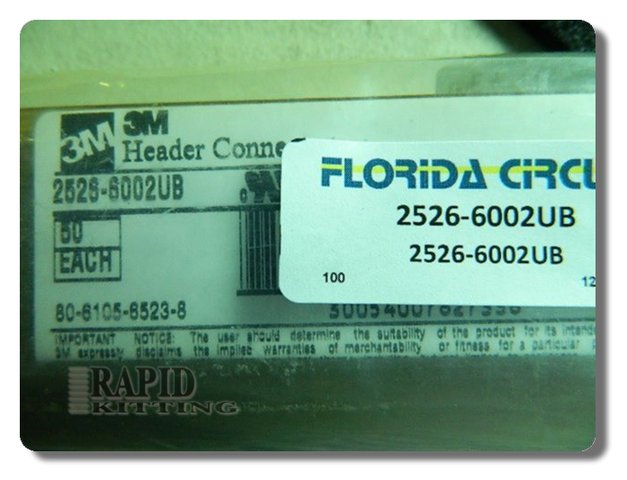 3M
3M
Header Conne
2526-6002UB
50
EACH
80-6105-6523-8
IMPORTANT NOTICE: The user should determine the suitability of the product for its intend
3M expressly disclaims the implied warranties of merchantability or fitness for a particular
FLORIDA CIRCU
2526-6002UB
2526-6002UB
100
12
RAPID
KITTING